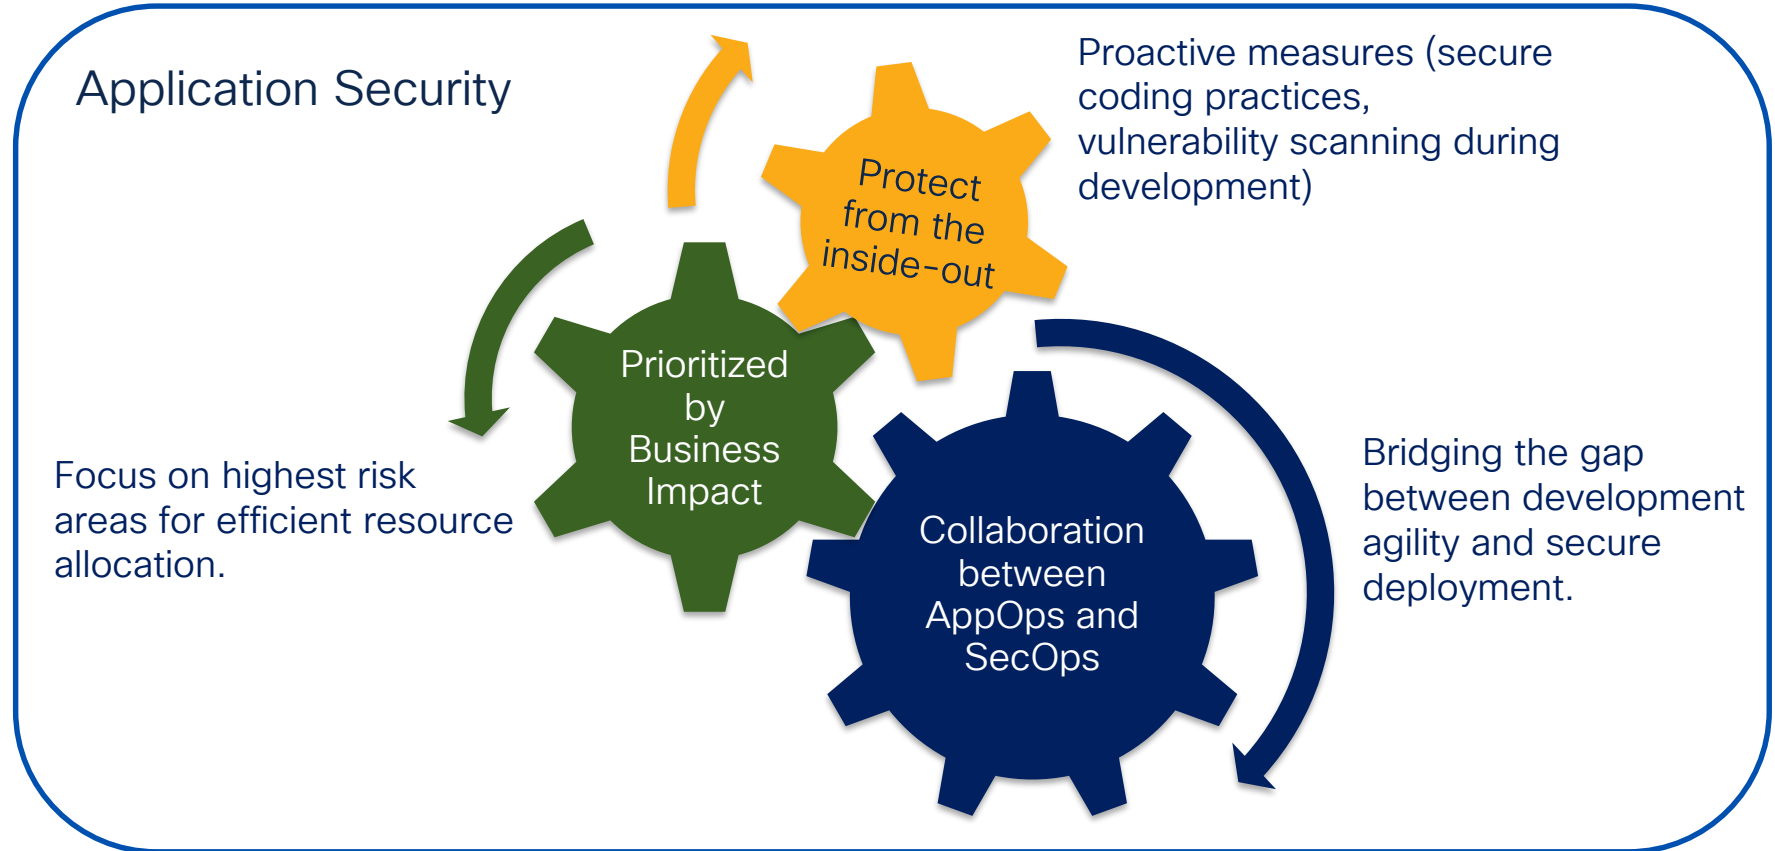 Application Security
Proactive measures (secure
coding practices,
vulnerability scanning during
development)
Protect
from the
inside-out
Prioritized
by
Business
Impact
Focus on highest risk
areas for efficient resource
allocation.
Collaboration
between
AppOps and
SecOps
Bridging the gap
between development
agility and secure
deployment.